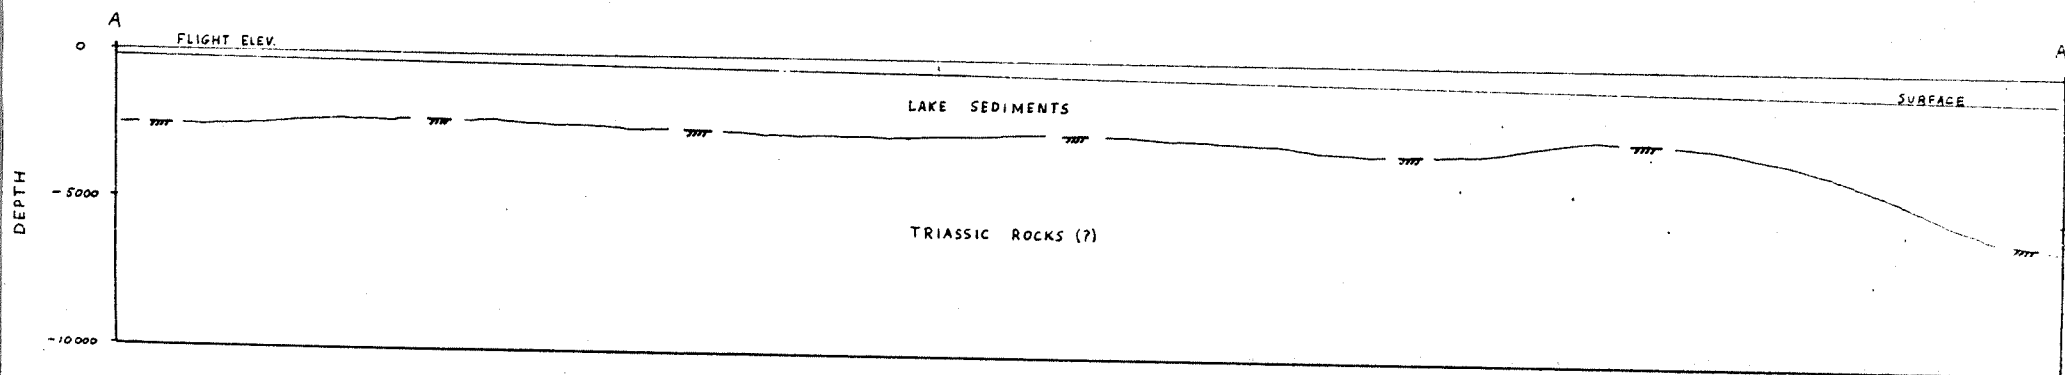 A
A
0
FLIGHT ELEV.
SURFACE
LAKE SEDIMENTS
DEPTH
-5000
TRIASSIC ROCKS (?)
-10000